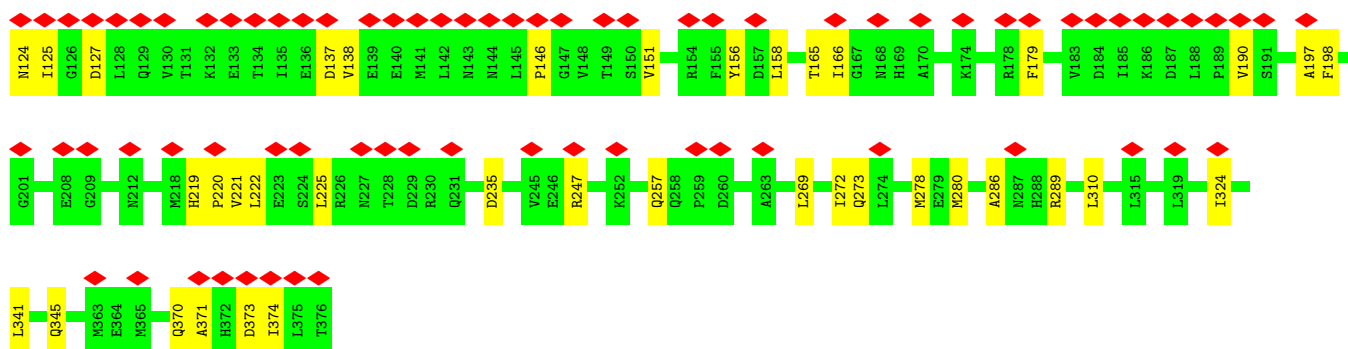 N124 I125 G126 D127 L128 Q129 V130 T131 K132 E133 T134 I135 E136 D137 V138 E139 E140 M141 L142 N143 N144 L145 P146 G147 V148 T149 S150 V151 R154 F155 Y156 D157 L158 T165 I166 G167 N168 H169 A170 K174 R178 F179 V183 D184 I185 K186 D187 L188 P189 V190 S191 A197 F198
G201 E208 G209 N212 M218 H219 P220 V221 L222 E223 S224 L225 R226 N227 T228 D229 R230 Q231 D235 V245 E246 R247 K252 Q257 Q258 P259 D260 A263 L269 I272 Q273 L274 M278 E279 M280 A286 N287 H288 R289 L310 L315 L319 I324
L341 Q345 M363 E364 M365 Q370 A371 H372 D373 I374 L375 T376